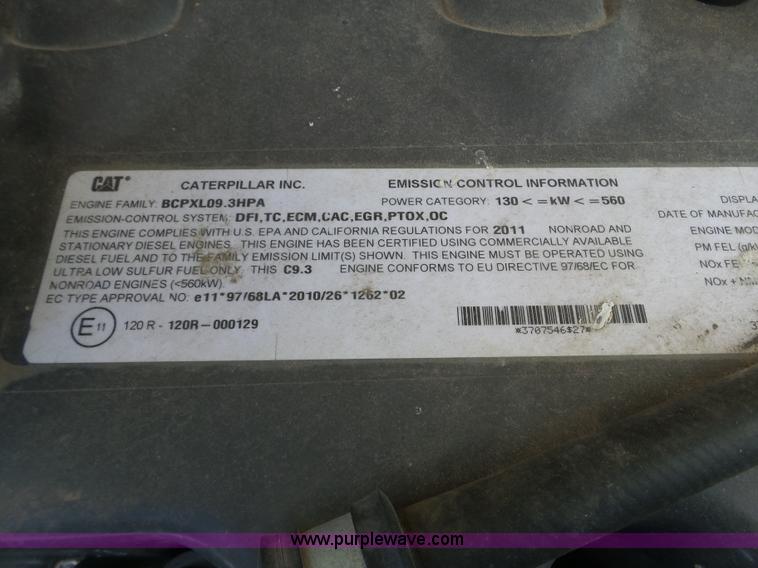 CAT® CATERPILLAR INC. EMISSION CONTROL INFORMATION
ENGINE FAMILY: BCPXL09.3HPA POWER CATEGORY: 130 < =kW < =560 DISPLA
EMISSION-CONTROL SYSTEM: DFI,TC,ECM,CAC,EGR,PTOX,OC ENGINE MOD
THIS ENGINE COMPLIES WITH U.S. EPA AND CALIFORNIA REGULATIONS FOR 2011 NONROAD AND DATE OF MANUFA
STATIONARY DIESEL ENGINES. THIS ENGINE HAS BEEN CERTIFIED USING COMMERCIALLY AVAILABLE PM FEL (g/k
DIESEL FUEL AND TO THE FAMILY EMISSION LIMIT(S) SHOWN. THIS ENGINE MUST BE OPERATED USING
ULTRA LOW SULFUR FUEL ONLY. THIS C9.3 ENGINE CONFORMS TO EU DIRECTIVE 97/68/EC FOR NOx FE
NONROAD ENGINES (<560kW). NOx + NM
EC TYPE APPROVAL NO: e11*97/68LA*2010/26*1262*02
E11 120 R - 120R-000129
*3707546$27*
www.purplewave.com